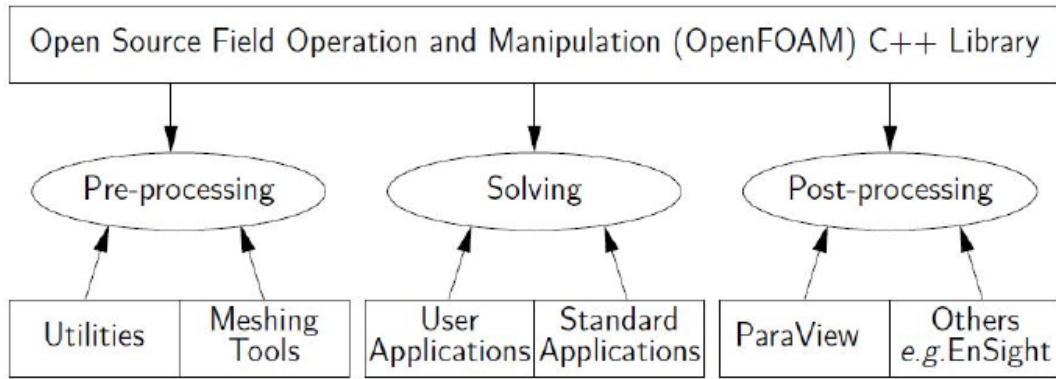 Open Source Field Operation and Manipulation (OpenFOAM) C++ Library
Pre-processing
Solving
Post-processing
Utilities
Meshing
Tools
User
Applications
Standard
Applications
ParaView
Others
e.g.EnSight